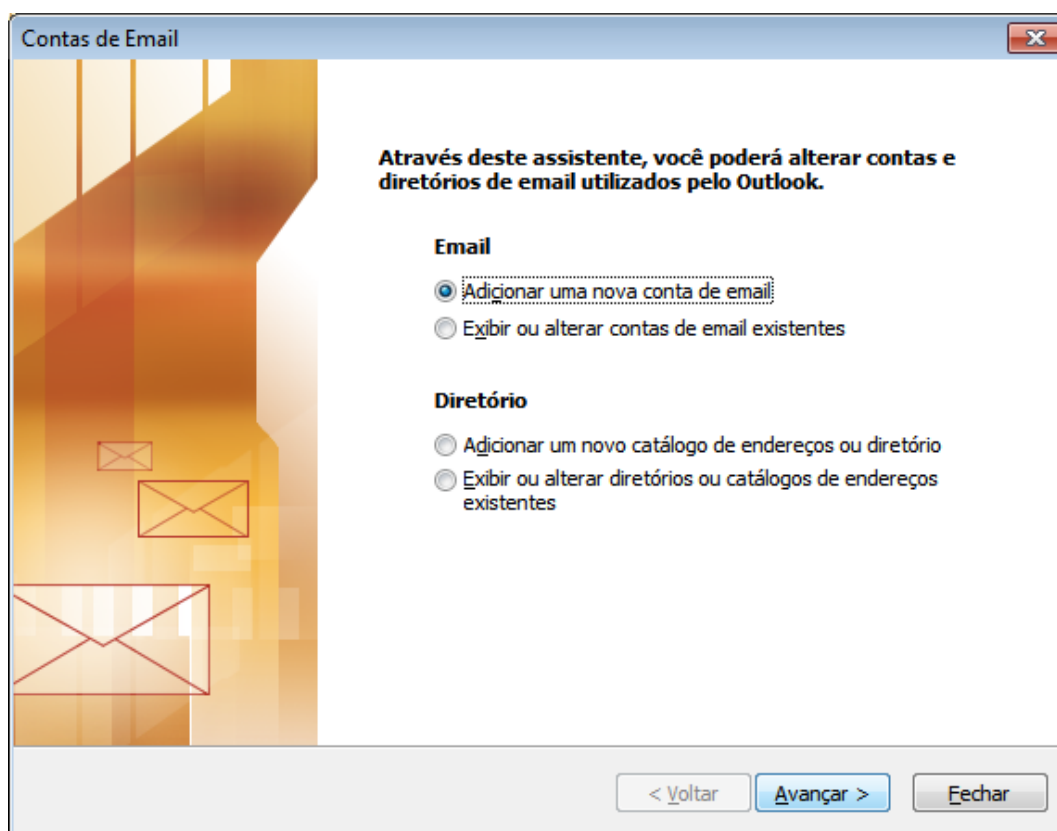 Contas de Email
Através deste assistente, você poderá alterar contas e
diretórios de email utilizados pelo Outlook.
Email
Adicionar uma nova conta de email
Exibir ou alterar contas de email existentes
Diretório
Adicionar um novo catálogo de endereços ou diretório
Exibir ou alterar diretórios ou catálogos de endereços
existentes
< Voltar
Avançar >
Fechar